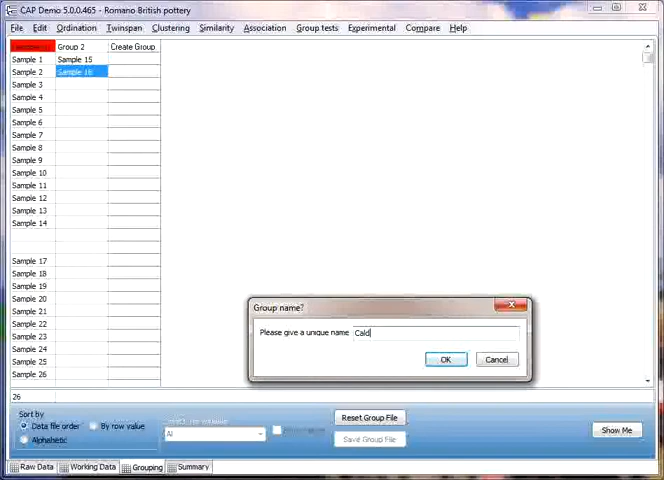 CAP Demo 5.0.0.465 - Romano British pottery
File Edit Ordination Twinspan Clustering Similarity Association Group tests Experimental Compare Help
Group 2 Create Group
Sample 1 Sample 15
Sample 2 Sample 16
Sample 3
Sample 4
Sample 5
Sample 6
Sample 7
Sample 8
Sample 9
Sample 10
Sample 11
Sample 12
Sample 13
Sample 14
Sample 17
Sample 18
Sample 19
Sample 20
Sample 21
Sample 22
Sample 23
Sample 24
Sample 25
Sample 26
Group name?
Please give a unique name Cald
OK Cancel
26
Sort by
Data file order By row value
Alphabetic
Al
Reset Group File
Save Group File
Show Me
Raw Data Working Data Grouping Summary